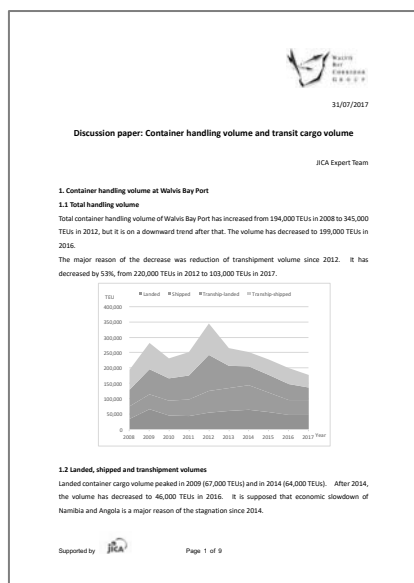 WALVIS
BAY
CORRIDOR
GROUP
31/07/2017
Discussion paper: Container handling volume and transit cargo volume
JICA Expert Team
1. Container handling volume at Walvis Bay Port
1.1 Total handling volume
Total container handling volume of Walvis Bay Port has increased from 194,000 TEUs in 2008 to 345,000
TEUs in 2012, but it is on a downward trend after that. The volume has decreased to 199,000 TEUs in
2016.
The major reason of the decrease was reduction of transhipment volume since 2012. It has
decreased by 53%, from 220,000 TEUs in 2012 to 103,000 TEUs in 2017.
TEU
Landed Shipped Tranship-landed Tranship-shipped
400,000
350,000
300,000
250,000
200,000
150,000
100,000
50,000
0
2008 2009 2010 2011 2012 2013 2014 2015 2016 2017 Year
1.2 Landed, shipped and transhipment volumes
Landed container cargo volume peaked in 2009 (67,000 TEUs) and in 2014 (64,000 TEUs). After 2014,
the volume has decreased to 46,000 TEUs in 2016. It is supposed that economic slowdown of
Namibia and Angola is a major reason of the stagnation since 2014.
Supported by JICA Page 1 of 9